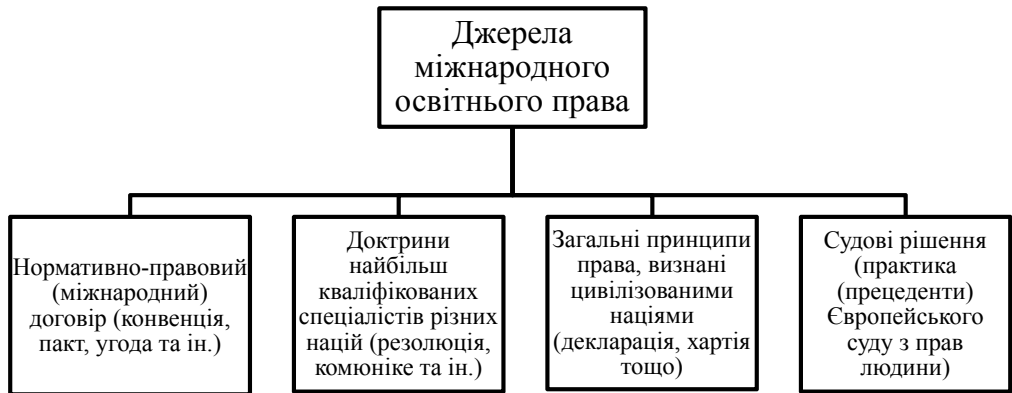 Джерела
міжнародного
освітнього права
Нормативно-правовий
(міжнародний)
договір (конвенція,
пакт, угода та ін.)
Доктрини
найбільш
кваліфікованих
спеціалістів різних
націй (резолюція,
комюніке та ін.)
Загальні принципи
права, визнані
цивілізованими
націями
(декларація, хартія
тощо)
Судові рішення
(практика
(прецеденти)
Європейського
суду з прав
людини)